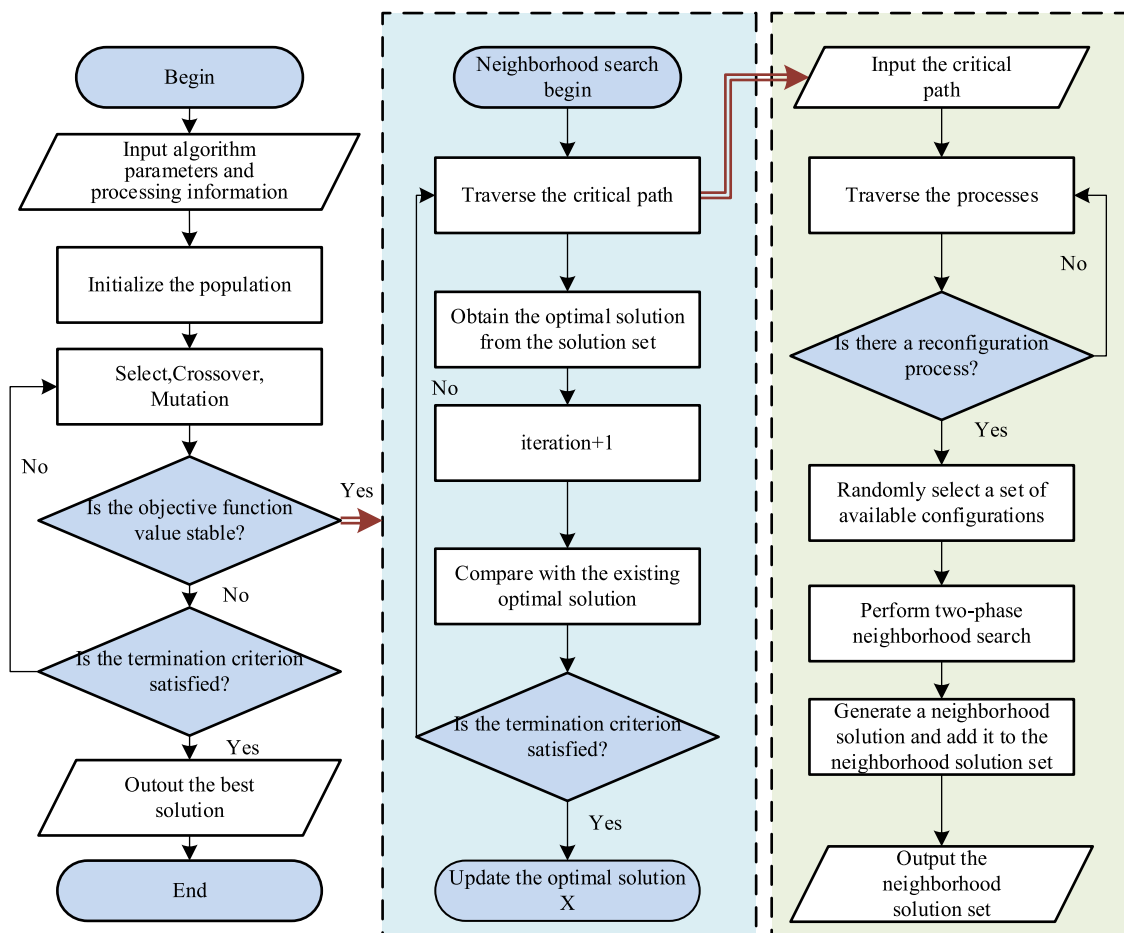 Begin
Input algorithm
parameters and
processing information
Initialize the population
Select,Crossover,
Mutation
No
Is the objective function
value stable?
Yes
No
Is the termination criterion
satisfied?
Yes
Outout the best
solution
End
Neighborhood search
begin
Traverse the critical path
Obtain the optimal solution
from the solution set
No
iteration+1
Compare with the existing
optimal solution
Is the termination criterion
satisfied?
Yes
Update the optimal solution
X
Input the critical
path
Traverse the processes
No
Is there a reconfiguration
process?
Yes
Randomly select a set of
available configurations
Perform two-phase
neighborhood search
Generate a neighborhood
solution and add it to the
neighborhood solution set
Output the
neighborhood
solution set